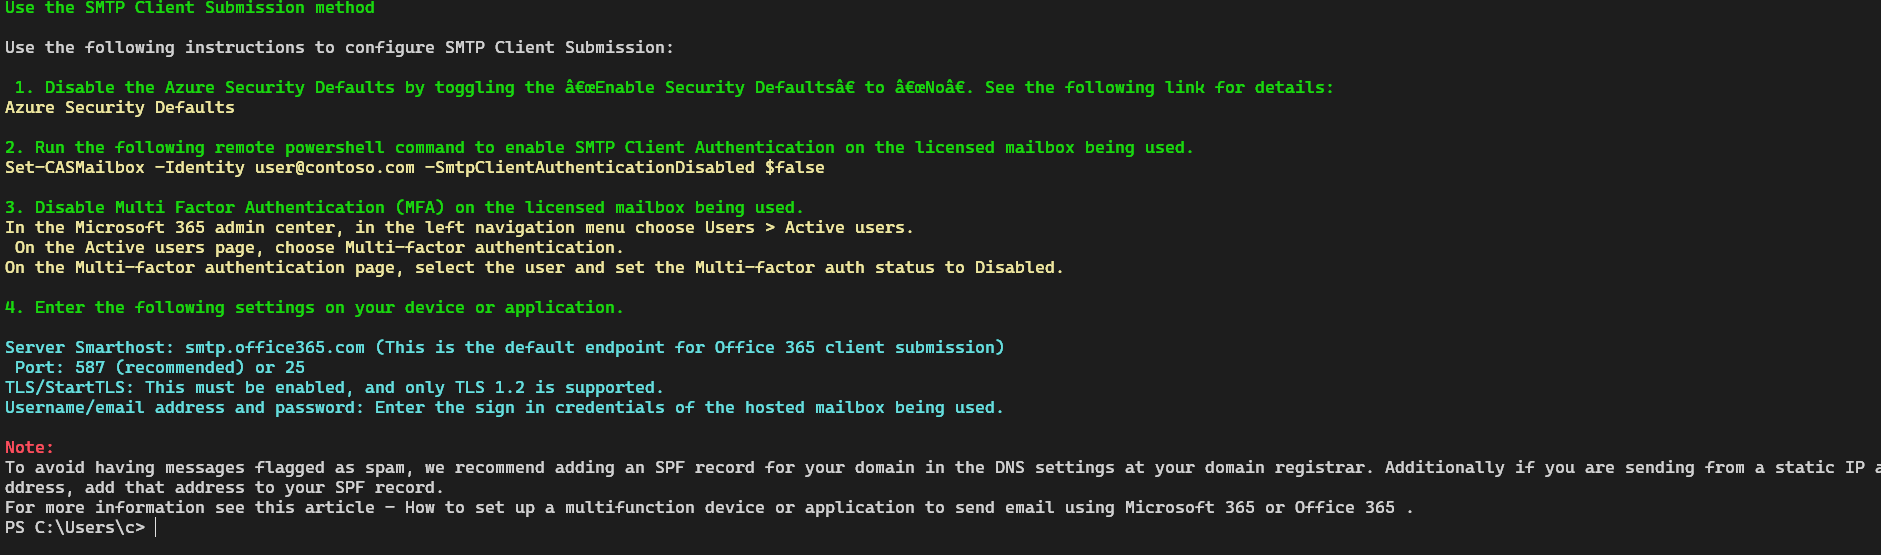 Use the SMTP Client Submission method
Use the following instructions to configure SMTP Client Submission:
1. Disable the Azure Security Defaults by toggling the â€œEnable Security Defaultsâ€ to â€œNoâ€. See the following link for details:
Azure Security Defaults
2. Run the following remote powershell command to enable SMTP Client Authentication on the licensed mailbox being used.
Set-CASMailbox -Identity user@contoso.com -SmtpClientAuthenticationDisabled $false
3. Disable Multi Factor Authentication (MFA) on the licensed mailbox being used.
In the Microsoft 365 admin center, in the left navigation menu choose Users > Active users.
On the Active users page, choose Multi-factor authentication.
On the Multi-factor authentication page, select the user and set the Multi-factor auth status to Disabled.
4. Enter the following settings on your device or application.
Server Smarthost: smtp.office365.com (This is the default endpoint for Office 365 client submission)
Port: 587 (recommended) or 25
TLS/StartTLS: This must be enabled, and only TLS 1.2 is supported.
Username/email address and password: Enter the sign in credentials of the hosted mailbox being used.
Note:
To avoid having messages flagged as spam, we recommend adding an SPF record for your domain in the DNS settings at your domain registrar. Additionally if you are sending from a static IP a
ddress, add that address to your SPF record.
For more information see this article - How to set up a multifunction device or application to send email using Microsoft 365 or Office 365 .
PS C:\Users\c>